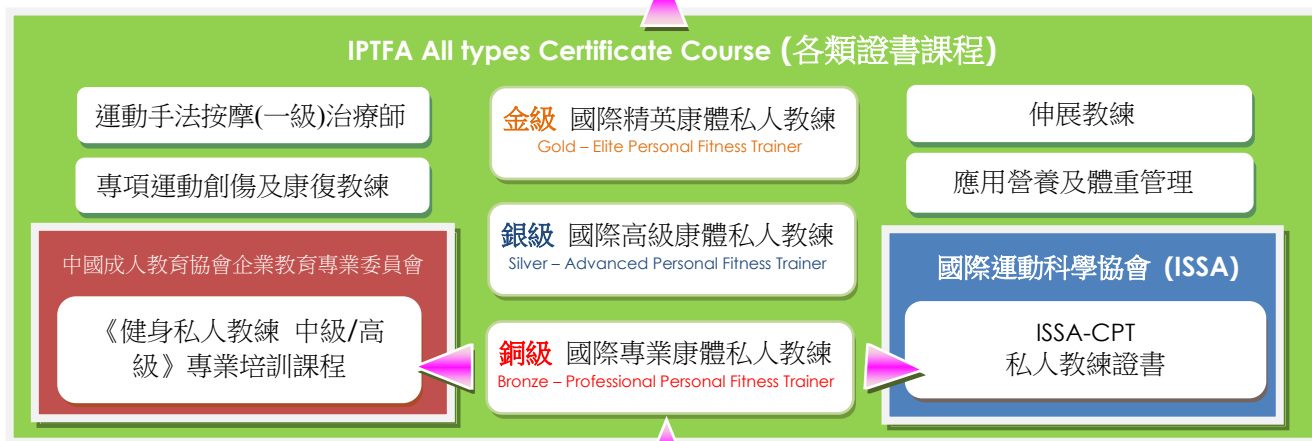 IPTFA All types Certificate Course (各類證書課程)
運動手法按摩(一級)治療師
專項運動創傷及康復教練
中國成人教育協會企業教育專業委員會
《健身私人教練 中級/高
級》專業培訓課程
金級 國際精英康體私人教練
Gold – Elite Personal Fitness Trainer
銀級 國際高級康體私人教練
Silver – Advanced Personal Fitness Trainer
銅級 國際專業康體私人教練
Bronze – Professional Personal Fitness Trainer
伸展教練
應用營養及體重管理
國際運動科學協會 (ISSA)
ISSA-CPT
私人教練證書